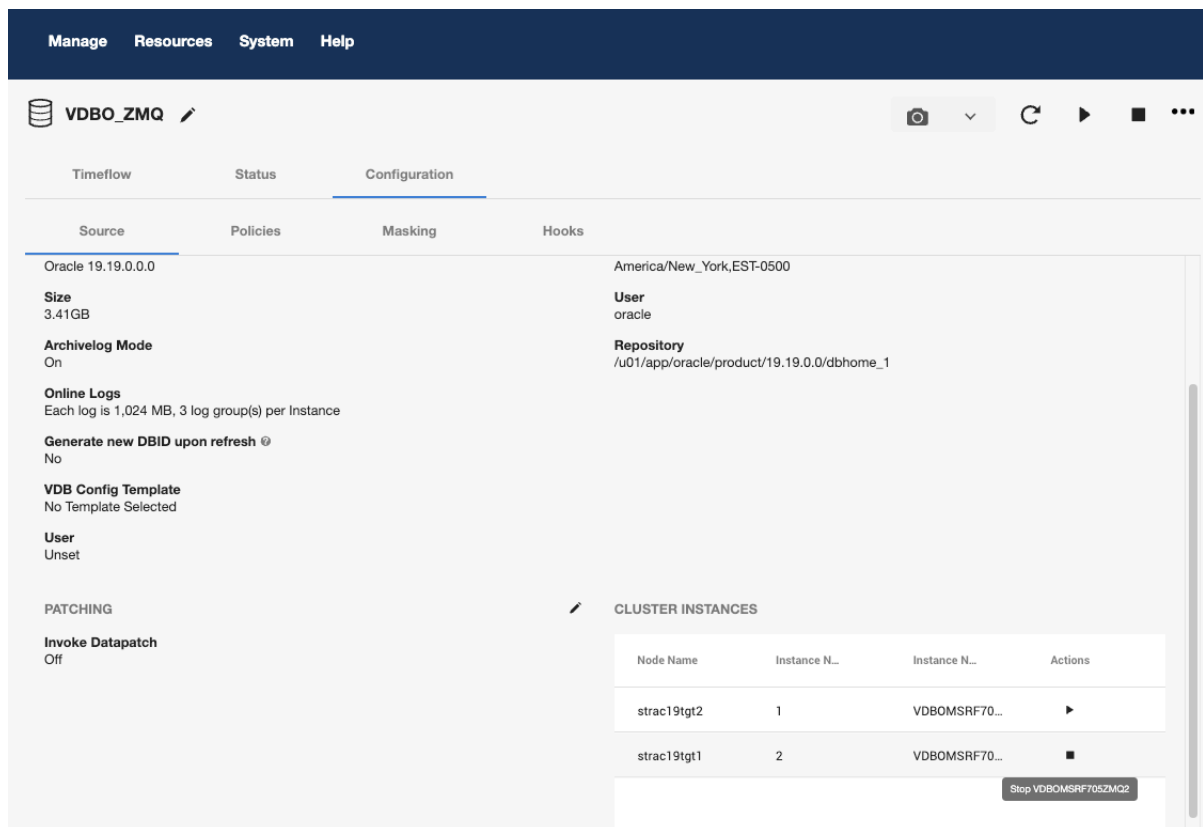 Manage Resources System Help
VDBO_ZMQ
Timeflow Status Configuration
Source Policies Masking Hooks
Oracle 19.19.0.0.0
Size
3.41GB
Archivelog Mode
On
Online Logs
Each log is 1,024 MB, 3 log group(s) per Instance
Generate new DBID upon refresh
No
VDB Config Template
No Template Selected
User
Unset
America/New_York,EST-0500
User
oracle
Repository
/u01/app/oracle/product/19.19.0.0/dbhome_1
PATCHING
Invoke Datapatch
Off
CLUSTER INSTANCES
Node Name Instance N... Instance N... Actions
strac19tgt2 1 VDBOMSRF70...
strac19tgt1 2 VDBOMSRF70...
Stop VDBOMSRF705ZMQ2